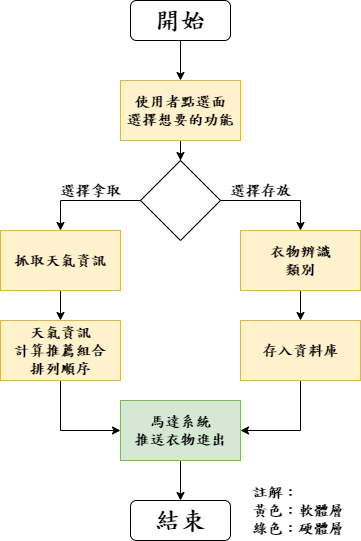 開始
使用者點選面
選擇想要的功能
選擇拿取
選擇存放
抓取天氣資訊
衣物辨識
類別
天氣資訊
計算推薦組合
排列順序
存入資料庫
馬達系統
推送衣物進出
結束
註解：
黃色：軟體層
綠色：硬體層